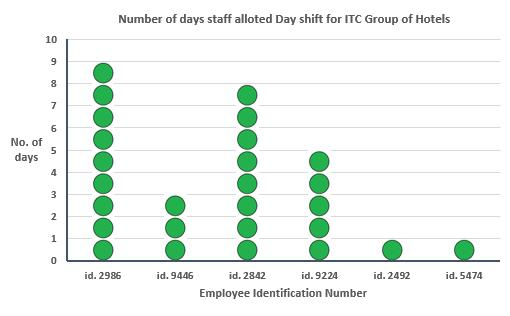 Number of days staff alloted Day shift for ITC Group of Hotels
10
9
8
7
6
5
4
3
2
1
0
No. of
days
id. 2986 id. 9446 id. 2842 id. 9224 id. 2492 id. 5474
Employee Identification Number